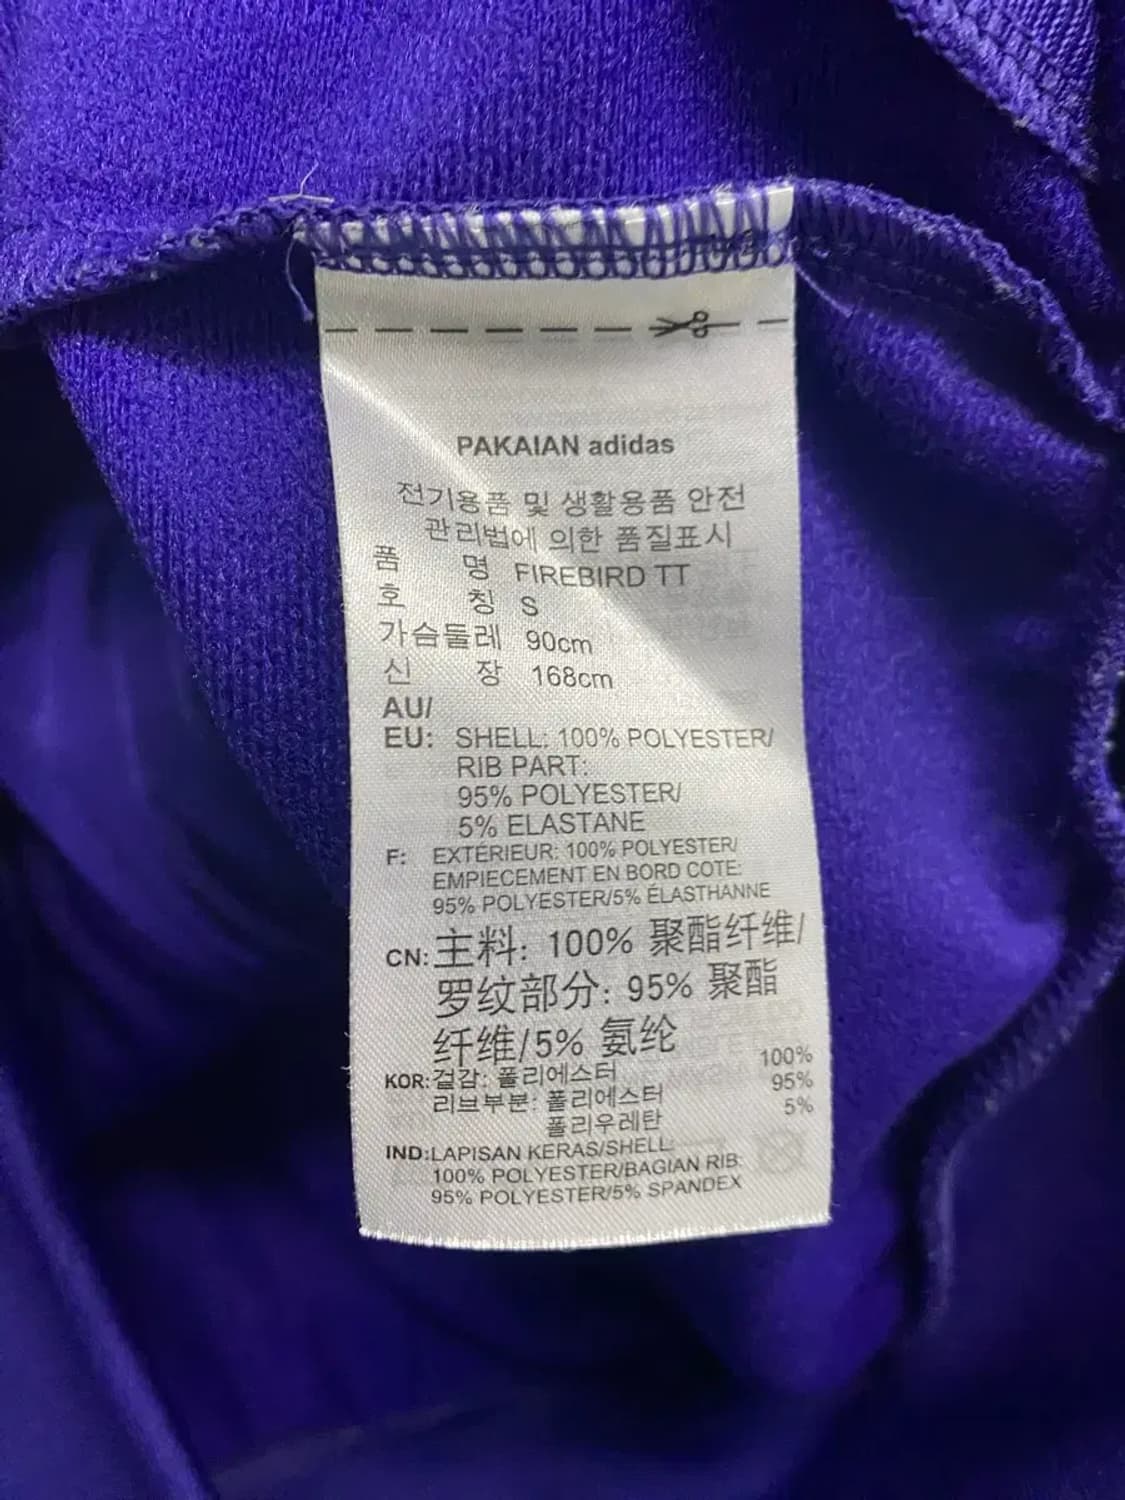 PAKAIAN adidas
전기용품 및 생활용품 안전
관리법에 의한 품질표시
품 명 FIREBIRD TT
호 칭 S
가슴둘레 90cm
신 장 168cm
AU/
EU: SHELL: 100% POLYESTER/
RIB PART:
95% POLYESTER/
5% ELASTANE
F: EXTÉRIEUR: 100% POLYESTER/
EMPIECEMENT EN BORD COTE:
95% POLYESTER/5% ÉLASTHANNE
CN: 主料: 100% 聚酯纤维/
罗纹部分: 95% 聚酯
纤维/5% 氨纶
KOR: 겉감: 폴리에스터 100%
리브부분: 폴리에스터 95%
폴리우레탄 5%
IND: LAPISAN KERAS/SHELL:
100% POLYESTER/BAGIAN RIB:
95% POLYESTER/5% SPANDEX